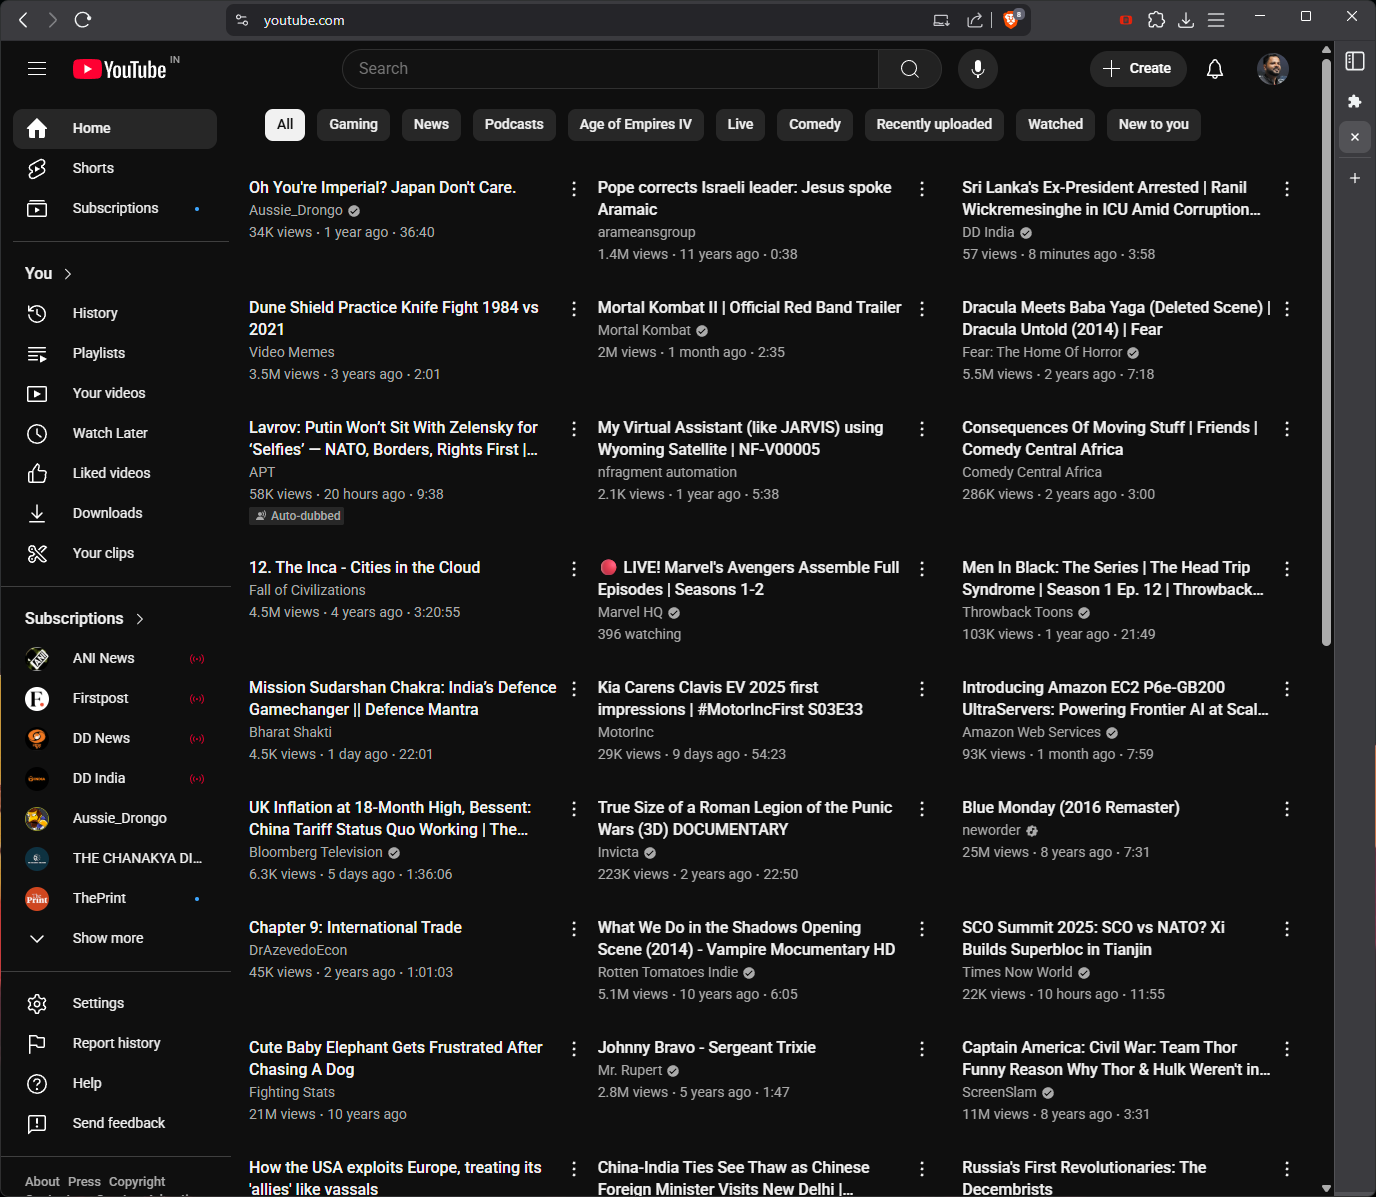 youtube.com
8
YouTube IN
Search
Create
Home
Shorts
Subscriptions
You
History
Playlists
Your videos
Watch Later
Liked videos
Downloads
Your clips
Subscriptions
ANI News
Firstpost
DD News
DD India
Aussie_Drongo
THE CHANAKYA DI...
ThePrint
Show more
Settings
Report history
Help
Send feedback
About Press Copyright
All
Gaming
News
Podcasts
Age of Empires IV
Live
Comedy
Recently uploaded
Watched
New to you
Oh You're Imperial? Japan Don't Care.
Aussie_Drongo
34K views · 1 year ago · 36:40
Pope corrects Israeli leader: Jesus spoke
Aramaic
arameansgroup
1.4M views · 11 years ago · 0:38
Sri Lanka's Ex-President Arrested | Ranil
Wickremesinghe in ICU Amid Corruption...
DD India
57 views · 8 minutes ago · 3:58
Dune Shield Practice Knife Fight 1984 vs
2021
Video Memes
3.5M views · 3 years ago · 2:01
Mortal Kombat II | Official Red Band Trailer
Mortal Kombat
2M views · 1 month ago · 2:35
Dracula Meets Baba Yaga (Deleted Scene) |
Dracula Untold (2014) | Fear
Fear: The Home Of Horror
5.5M views · 2 years ago · 7:18
Lavrov: Putin Won’t Sit With Zelensky for
‘Selfies’ — NATO, Borders, Rights First |...
APT
58K views · 20 hours ago · 9:38
Auto-dubbed
My Virtual Assistant (like JARVIS) using
Wyoming Satellite | NF-V00005
nfragment automation
2.1K views · 1 year ago · 5:38
Consequences Of Moving Stuff | Friends |
Comedy Central Africa
Comedy Central Africa
286K views · 2 years ago · 3:00
12. The Inca - Cities in the Cloud
Fall of Civilizations
4.5M views · 4 years ago · 3:20:55
🔴 LIVE! Marvel's Avengers Assemble Full
Episodes | Seasons 1-2
Marvel HQ
396 watching
Men In Black: The Series | The Head Trip
Syndrome | Season 1 Ep. 12 | Throwback...
Throwback Toons
103K views · 1 year ago · 21:49
Mission Sudarshan Chakra: India’s Defence
Gamechanger || Defence Mantra
Bharat Shakti
4.5K views · 1 day ago · 22:01
Kia Carens Clavis EV 2025 first
impressions | #MotorIncFirst S03E33
MotorInc
29K views · 9 days ago · 54:23
Introducing Amazon EC2 P6e-GB200
UltraServers: Powering Frontier AI at Scal...
Amazon Web Services
93K views · 1 month ago · 7:59
UK Inflation at 18-Month High, Bessent:
China Tariff Status Quo Working | The...
Bloomberg Television
6.3K views · 5 days ago · 1:36:06
True Size of a Roman Legion of the Punic
Wars (3D) DOCUMENTARY
Invicta
223K views · 2 years ago · 22:50
Blue Monday (2016 Remaster)
neworder
25M views · 8 years ago · 7:31
Chapter 9: International Trade
DrAzevedoEcon
45K views · 2 years ago · 1:01:03
What We Do in the Shadows Opening
Scene (2014) - Vampire Mocumentary HD
Rotten Tomatoes Indie
5.1M views · 10 years ago · 6:05
SCO Summit 2025: SCO vs NATO? Xi
Builds Superbloc in Tianjin
Times Now World
22K views · 10 hours ago · 11:55
Cute Baby Elephant Gets Frustrated After
Chasing A Dog
Fighting Stats
21M views · 10 years ago
Johnny Bravo - Sergeant Trixie
Mr. Rupert
2.8M views · 5 years ago · 1:47
Captain America: Civil War: Team Thor
Funny Reason Why Thor & Hulk Weren't in...
ScreenSlam
11M views · 8 years ago · 3:31
How the USA exploits Europe, treating its
'allies' like vassals
China-India Ties See Thaw as Chinese
Foreign Minister Visits New Delhi |...
Russia's First Revolutionaries: The
Decembrists